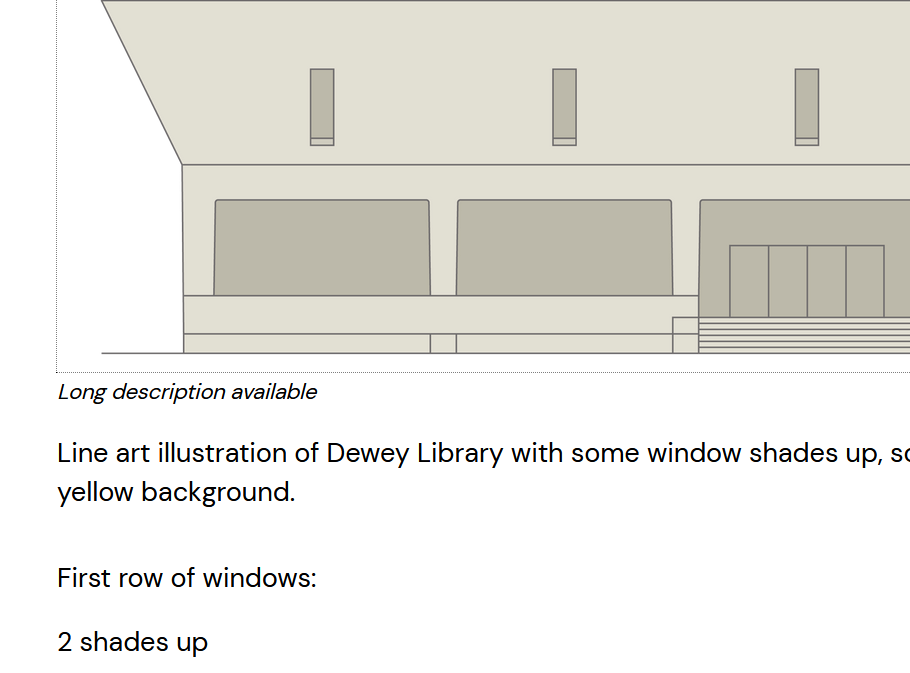 Long description available
Line art illustration of Dewey Library with some window shades up,
yellow background.
First row of windows:
2 shades up